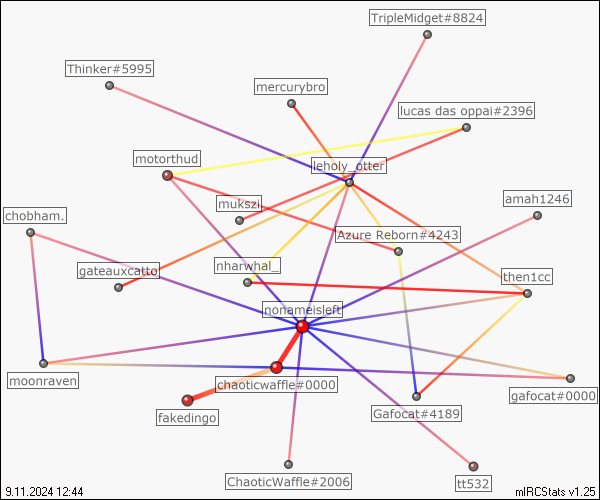 TripleMidget#8824
Thinker#5995
mercurybro
lucas das oppai#2396
motorthud
leholy_otter
mukszi
amah1246
chobham.
Azure Reborn#4243
gateauxcatto
nharwhal_
then1cc
nonameisleft
moonraven
chaoticwaffle#0000
gafocat#0000
fakedingo
Gafocat#4189
ChaoticWaffle#2006
tt532
9.11.2024 12:44
mIRCStats v1.25